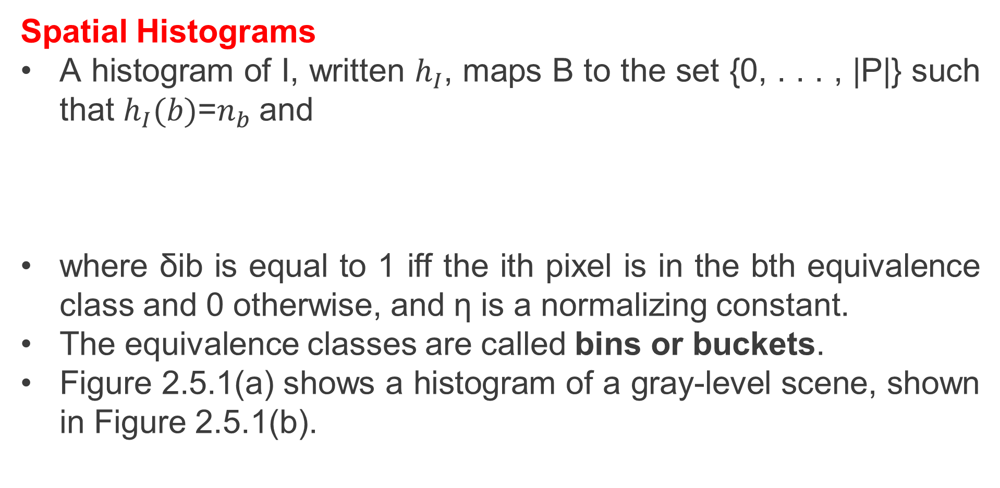 Spatial Histograms
• A histogram of I, written h_I, maps B to the set {0, . . . . , |P|} such
that h_I(b)=n_b and
• where δib is equal to 1 iff the ith pixel is in the bth equivalence
class and 0 otherwise, and η is a normalizing constant.
• The equivalence classes are called bins or buckets.
• Figure 2.5.1(a) shows a histogram of a gray-level scene, shown
in Figure 2.5.1(b).